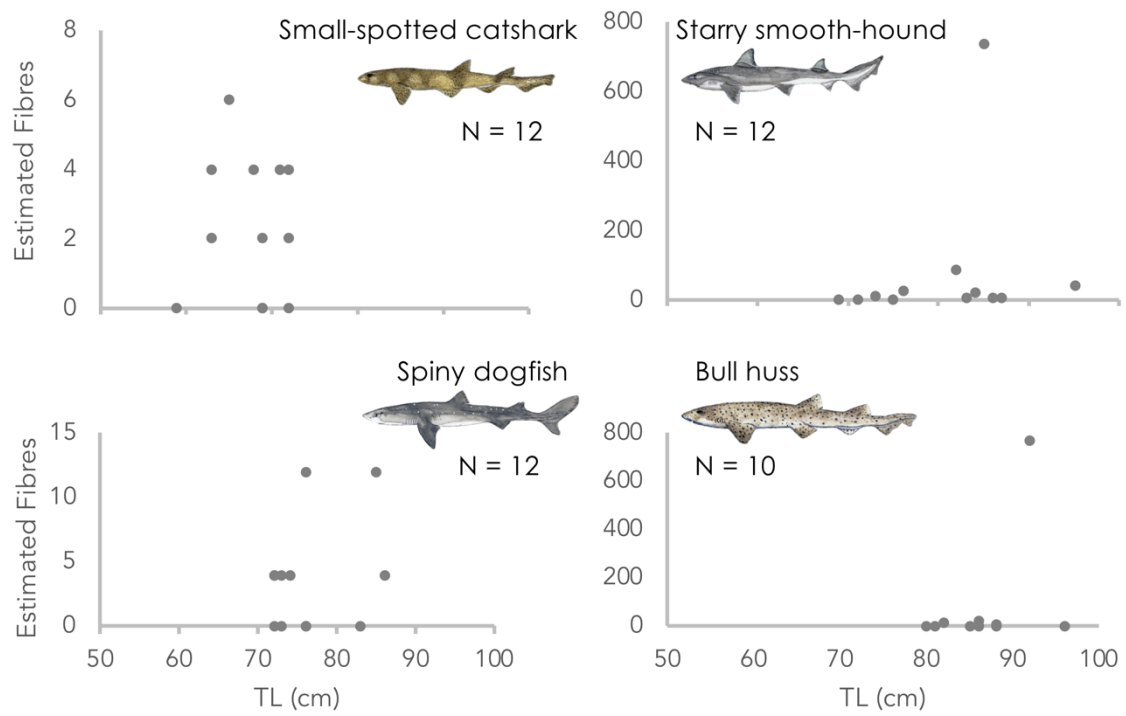 Small-spotted catshark
N = 12
8
6
4
2
0
Estimated Fibres
Starry smooth-hound
N = 12
800
600
400
200
0
Spiny dogfish
N = 12
15
10
5
0
Estimated Fibres
50 60 70 80 90 100
TL (cm)
Bull huss
N = 10
800
600
400
200
0
50 60 70 80 90 100
TL (cm)